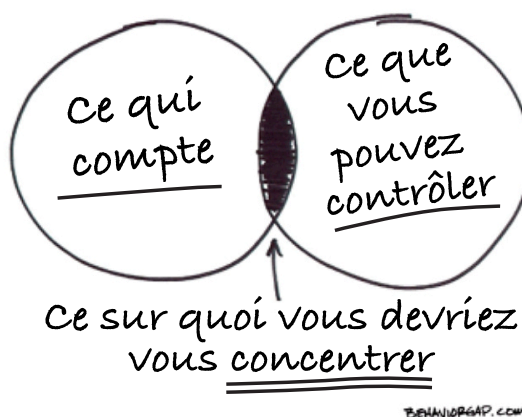 Ce qui
compte
Ce que
vous
pouvez
contrôler
Ce sur quoi vous devriez
vous concentrer
BEHAVIORGAP.COM